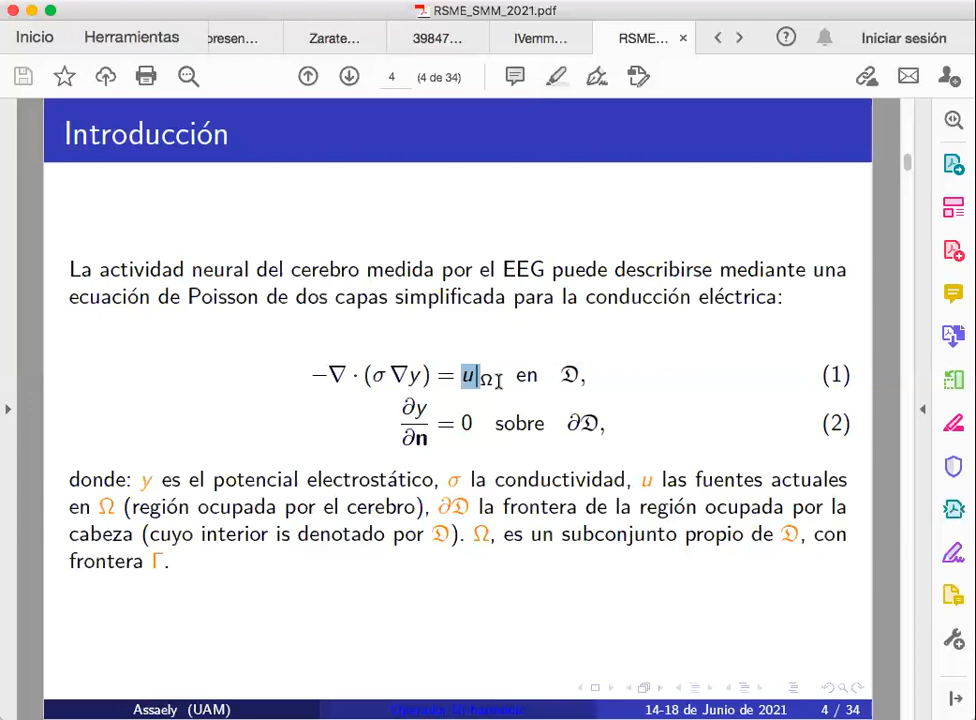 RSME_SMM_2021.pdf
Inicio Herramientas presen... Zarate... 39847... IVemm... RSME... × Iniciar sesión
4 (4 de 34)
Introducción
La actividad neural del cerebro medida por el EEG puede describirse mediante una
ecuación de Poisson de dos capas simplificada para la conducción eléctrica:
−∇ · (σ ∇y) = u|Ω en 𝔇, (1)
∂y/∂n = 0 sobre ∂𝔇, (2)
donde: y es el potencial electrostático, σ la conductividad, u las fuentes actuales
en Ω (región ocupada por el cerebro), ∂𝔇 la frontera de la región ocupada por la
cabeza (cuyo interior is denotado por 𝔇). Ω, es un subconjunto propio de 𝔇, con
frontera Γ.
Assaely (UAM) 14-18 de Junio de 2021 4 / 34